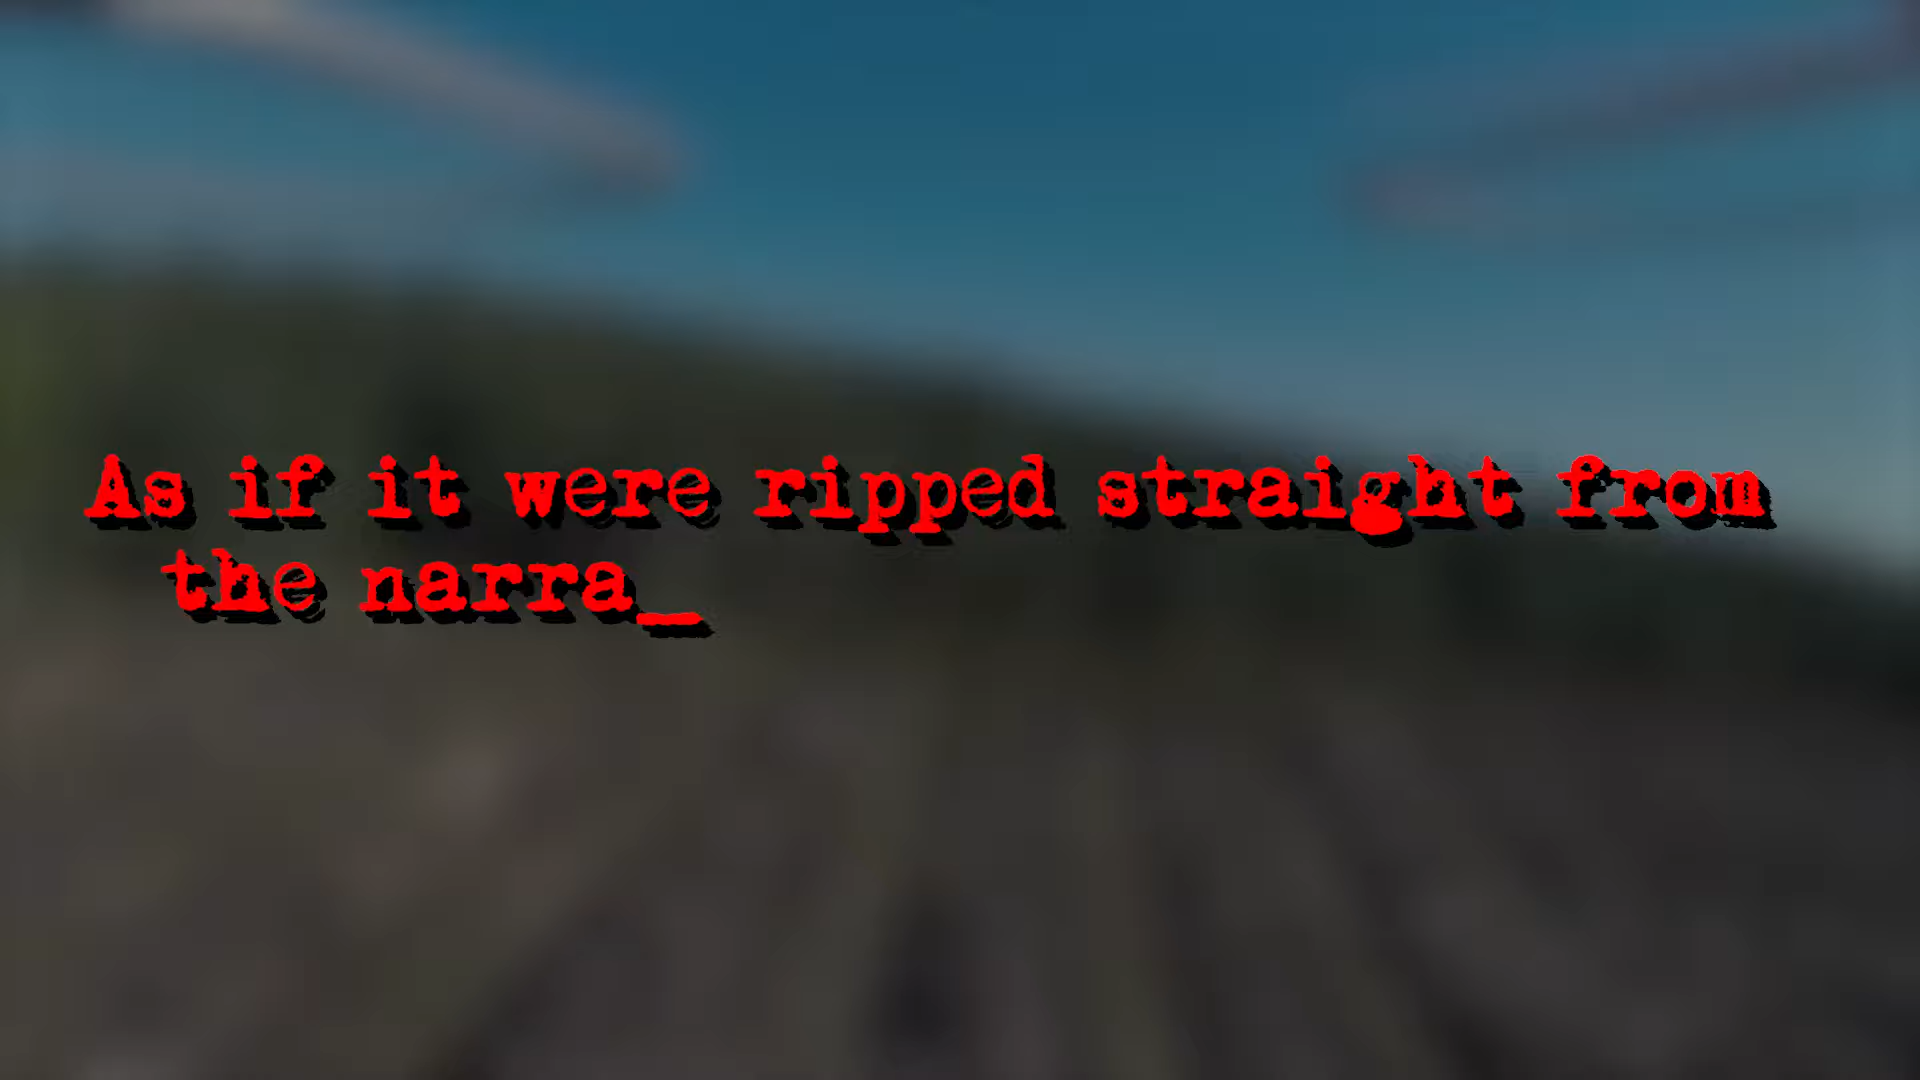 As if it were ripped straight from
the narra_